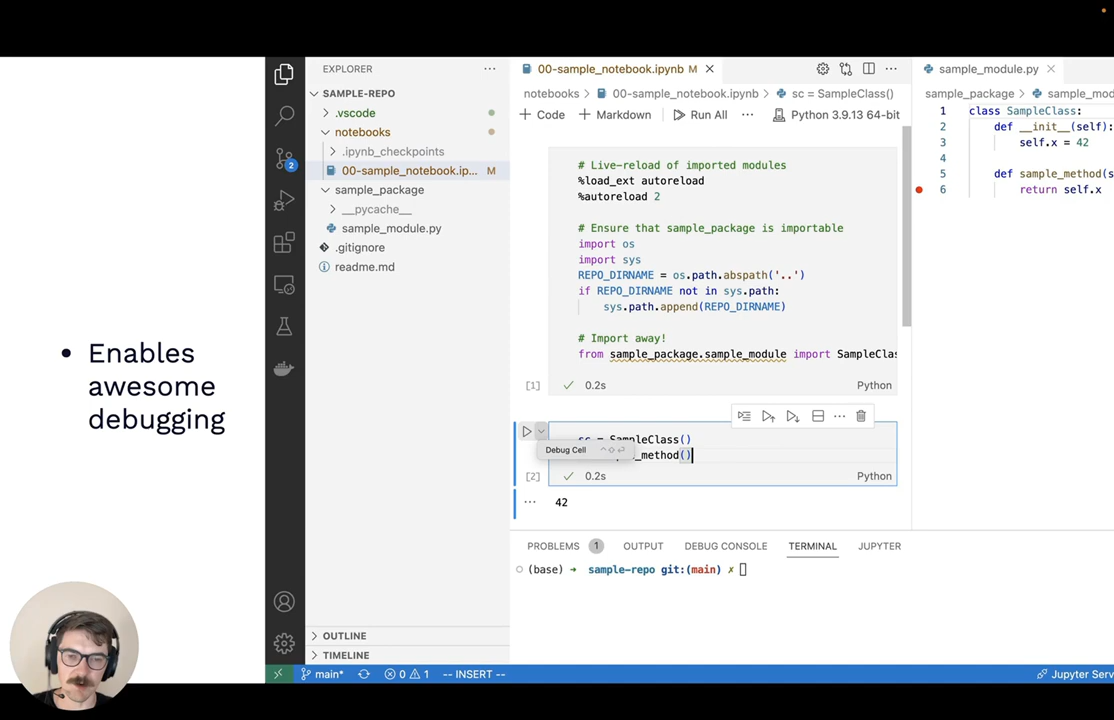 • Enables
awesome
debugging
EXPLORER
SAMPLE-REPO
.vscode
notebooks
.ipynb_checkpoints
00-sample_notebook.ip... M
sample_package
__pycache__
sample_module.py
.gitignore
readme.md
OUTLINE
TIMELINE
00-sample_notebook.ipynb M
notebooks > 00-sample_notebook.ipynb > sc = SampleClass()
+ Code + Markdown Run All ... Python 3.9.13 64-bit
# Live-reload of imported modules
%load_ext autoreload
%autoreload 2
# Ensure that sample_package is importable
import os
import sys
REPO_DIRNAME = os.path.abspath('..')
if REPO_DIRNAME not in sys.path:
sys.path.append(REPO_DIRNAME)
# Import away!
from sample_package.sample_module import SampleClas
[1] 0.2s Python
sc = SampleClass()
Debug Cell
_method()
[2] 0.2s Python
... 42
PROBLEMS 1 OUTPUT DEBUG CONSOLE TERMINAL JUPYTER
(base) → sample-repo git:(main) ✗
sample_module.py
sample_package > sample_mod
1 class SampleClass:
2 def __init__(self):
3 self.x = 42
4
5 def sample_method(s
6 return self.x
2
main* 0 1 -- INSERT -- Jupyter Serv